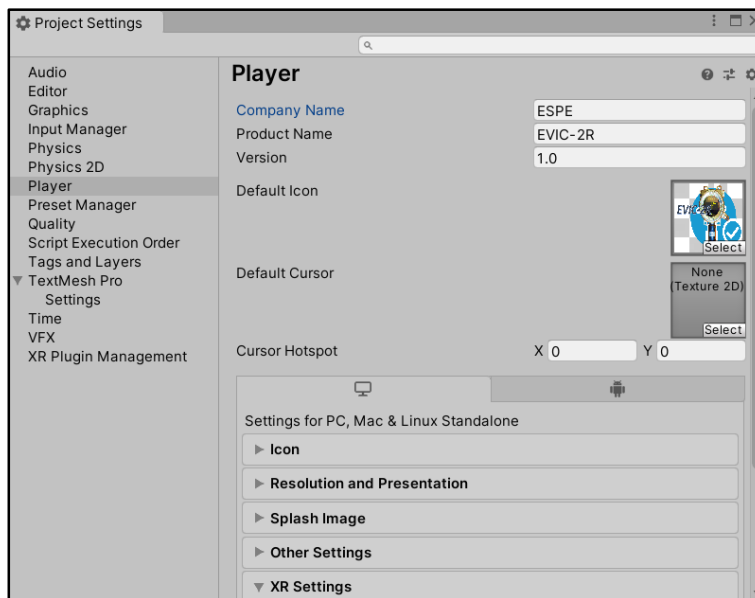 Project Settings
Audio
Editor
Graphics
Input Manager
Physics
Physics 2D
Player
Preset Manager
Quality
Script Execution Order
Tags and Layers
TextMesh Pro
Settings
Time
VFX
XR Plugin Management
Player
Company Name ESPE
Product Name EVIC-2R
Version 1.0
Default Icon
Select
Default Cursor
None
(Texture 2D)
Select
Cursor Hotspot X 0 Y 0
Settings for PC, Mac & Linux Standalone
Icon
Resolution and Presentation
Splash Image
Other Settings
XR Settings